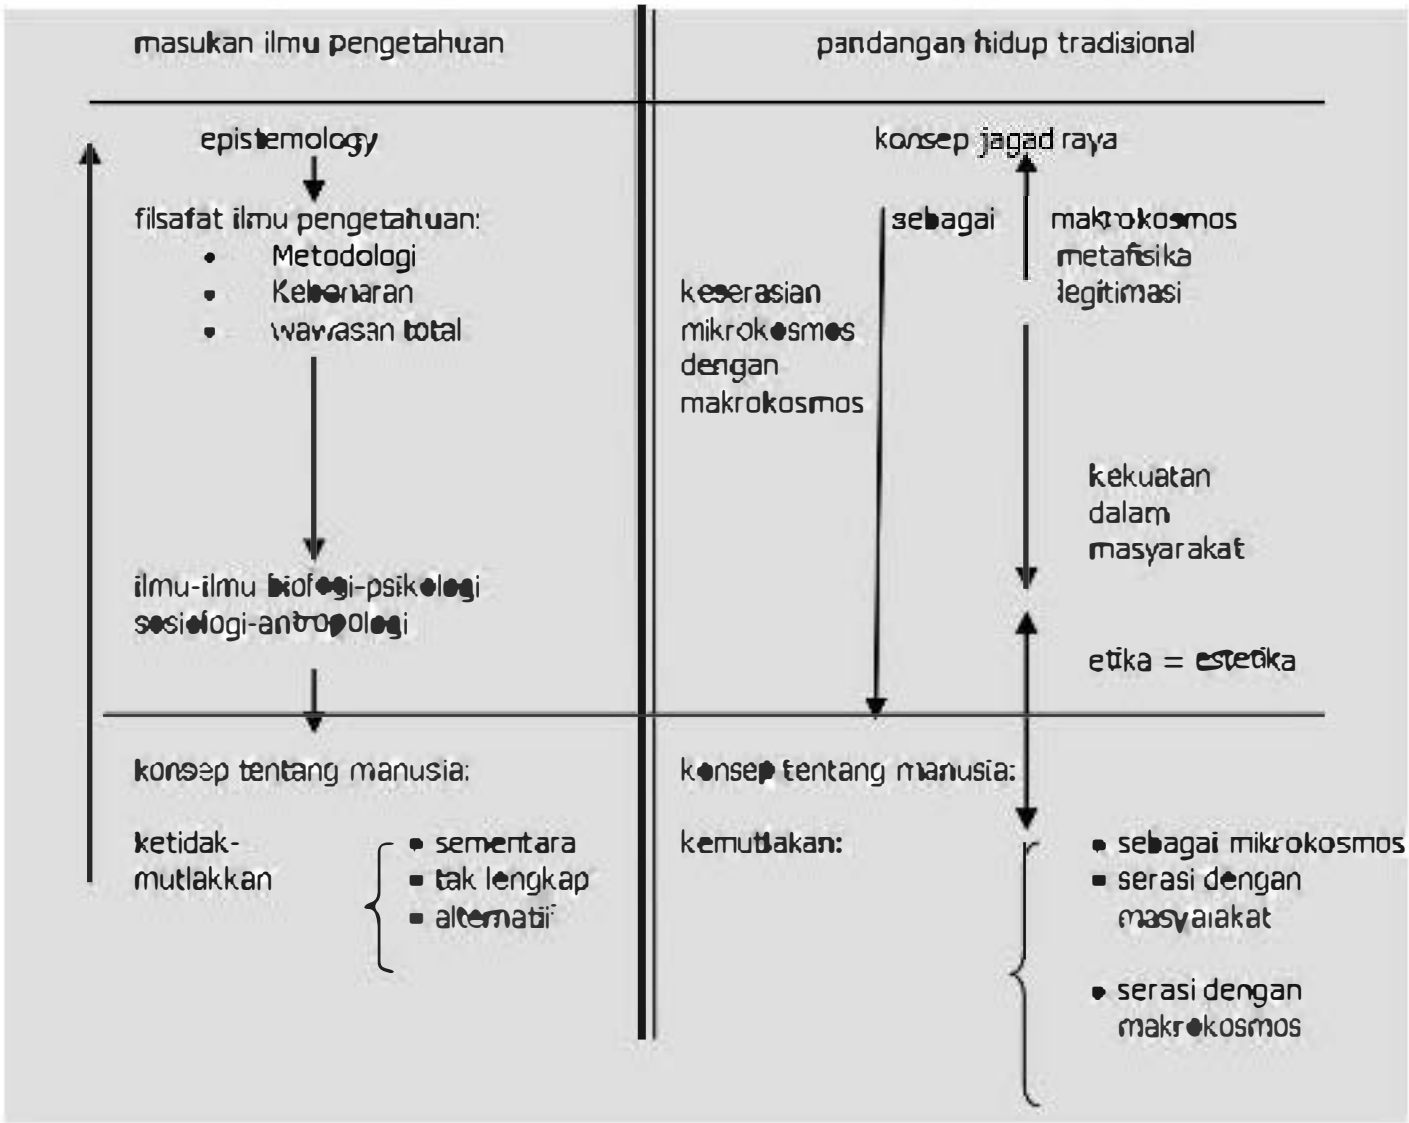 masukan ilmu Pengetahuan
pandangan hidup tradisional
epistemology
filsafat ilmu pengetahuan:
• Metodologi
• Kebenaran
• wawasan total
ilmu-ilmu biologi-psikologi
sosiologi-antropologi
konsep tentang manusia:
ketidak-
mutlakkan
▪ sementara
▪ tak lengkap
▪ alternatif
konsep jagad raya
sebagai
makrokosmos
metafisika
legitimasi
keserasian
mikrokosmos
dengan
makrokosmos
kekuatan
dalam
masyarakat
etika = estetika
konsep tentang manusia:
kemutlakan:
• sebagai mikrokosmos
▪ serasi dengan
masyarakat
• serasi dengan
makrokosmos